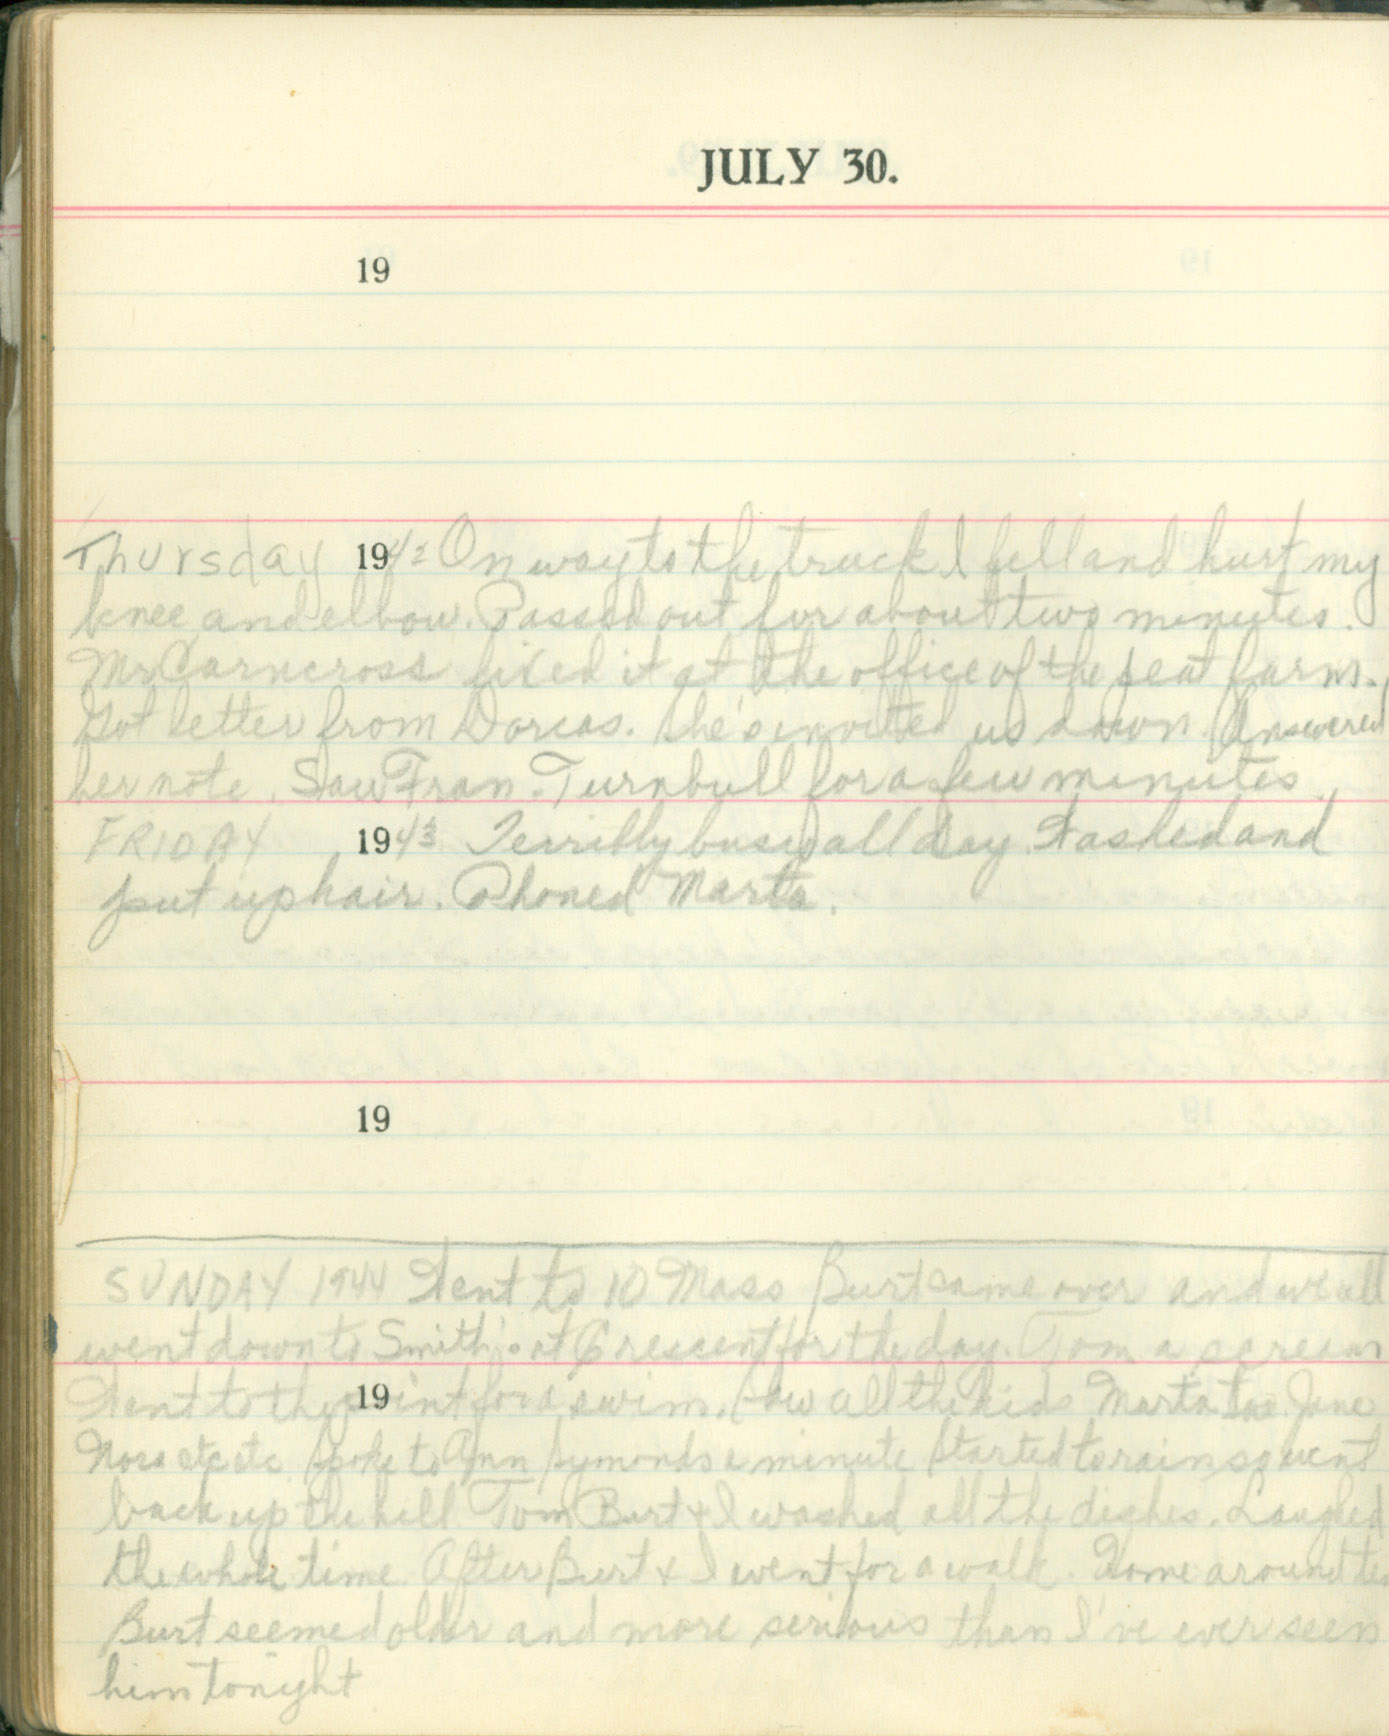 JULY 30.
19
Thursday 1942 On way to the truck I fell and hurt my
knee and elbow. Passed out for about two minutes.
Mr Carncross fixed it at the office of the peat farm.
Got letter from Dorcas. She's invited us down. Answered
her note. Saw Fran. Turnbull for a few minutes.
FRIDAY 1943 Terribly busy all day. Washed and
put up hair. Phoned Marta.
19
SUNDAY 1944 Went to 10 Mass Burt came over and we all
went down to Smith's at Crescent for the day. Tom a scream
19
Went to the point for a swim. Saw all the kids Marta Jane
Nora etc etc Spoke to Ann Symonds a minute Started to rain so went
back up the hill Tom Burt + I washed all the dishes. Laughed
the whole time. After Burt + I went for a walk. Home around ten
Burt seemed older and more serious than I've ever seen
him tonight